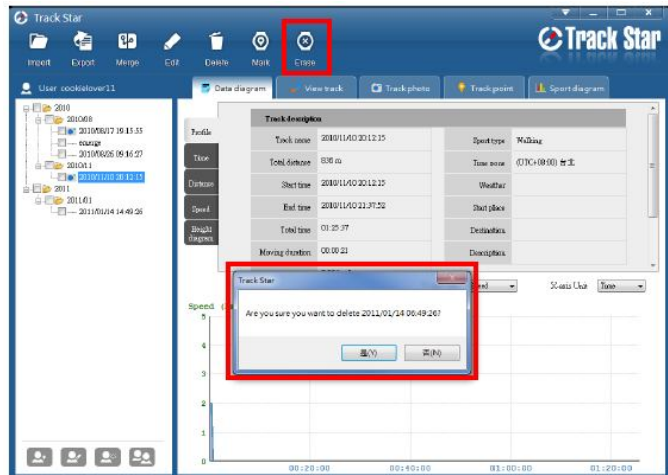 Track Star
Track Star
Import Export Merge Edit Delete Mark Erase
User cookielover11
Data diagram View track Track photo Track point Sport diagram
2010
2010/08
2010/08/17 19:15:35
energy
2010/08/26 09:16:27
2010/11
2010/11/10 20:12:15
2011
2011/01
2011/01/14 14:49:26
Profile
Time
Distance
Speed
Height diagram
Track description
Track name 2010/11/10 20:12:15 Sport type Walking
Total distance 836 m Time zone (UTC+08:00) 台北
Start time 2010/11/10 20:12:15 Weather
End time 2010/11/10 21:37:52 Start place
Total time 01:25:37 Destination
Moving duration 00:00:21 Description
X-axis Unit Time
Speed
Track Star
Are you sure you want to delete 2011/01/14 06:49:26?
是(Y) 否(N)
5
3
2
1
0
00:20:00 00:40:00 01:00:00 01:20:00